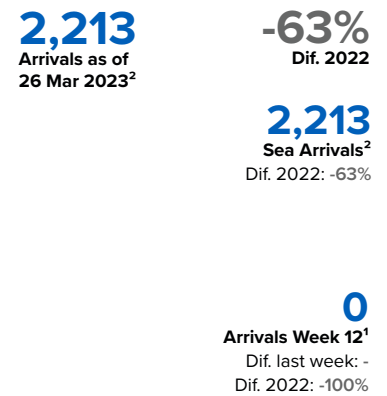 2,213
Arrivals as of
26 Mar 2023²
-63%
Dif. 2022
2,213
Sea Arrivals²
Dif. 2022: -63%
0
Arrivals Week 12¹
Dif. last week: -
Dif. 2022: -100%